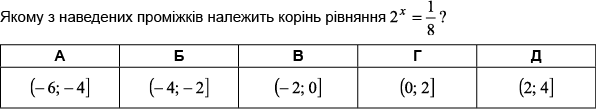 Якому з наведених проміжків належить корінь рівняння 2^x = 1/8 ?
А Б В Г Д
(−6; −4] (−4; −2] (−2; 0] (0; 2] (2; 4]